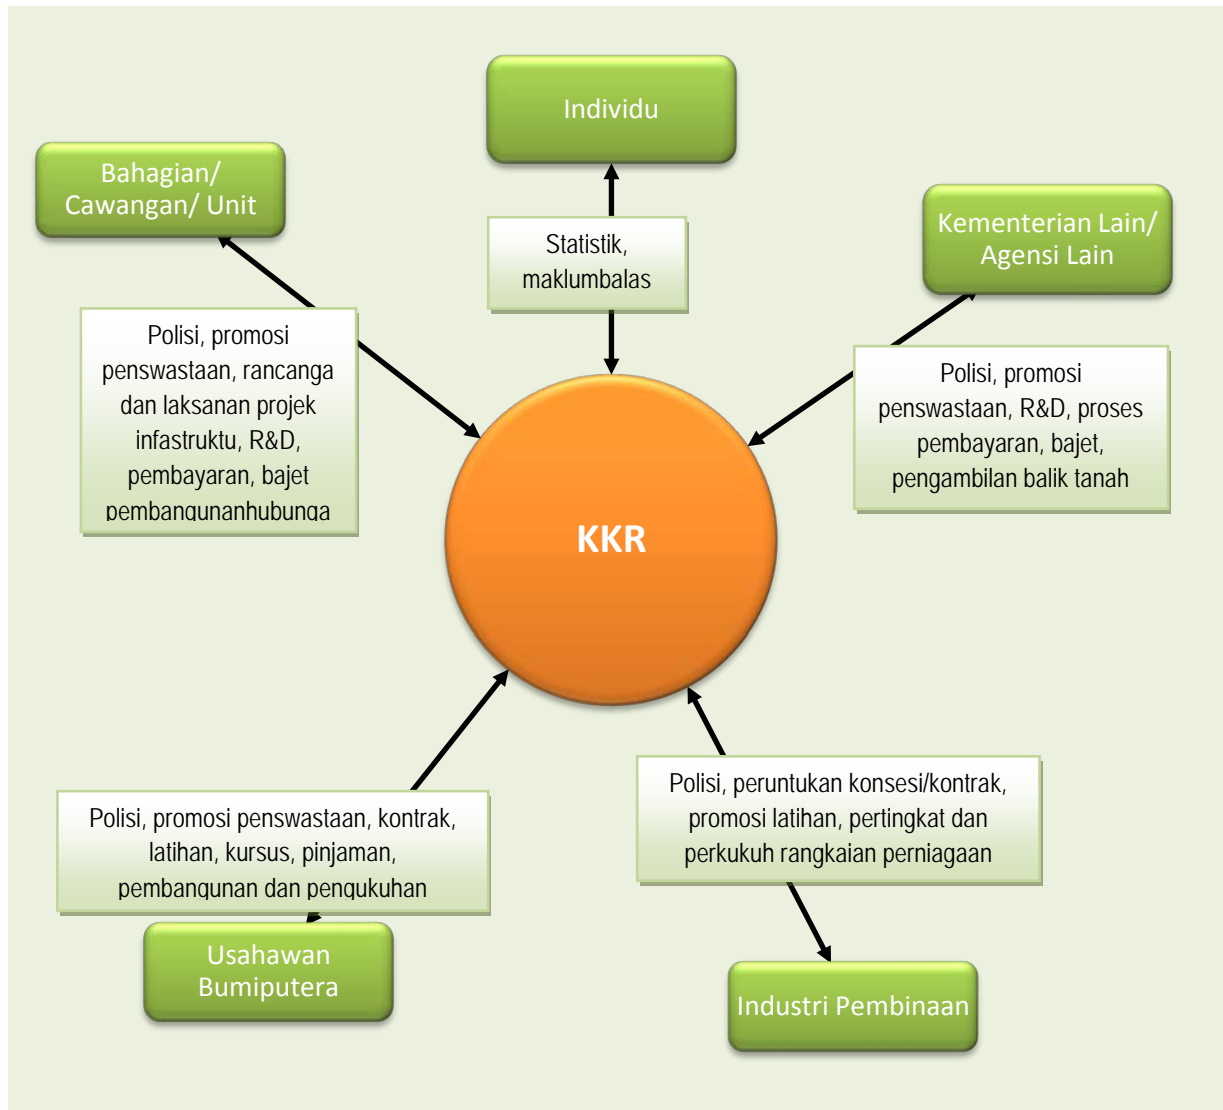 Individu
Bahagian/
Cawangan/ Unit
Kementerian Lain/
Agensi Lain
Statistik,
maklumbalas
Polisi, promosi
penswastaan, rancanga
dan laksanan projek
infastruktu, R&D,
pembayaran, bajet
pembangunanhubunga
Polisi, promosi
penswastaan, R&D, proses
pembayaran, bajet,
pengambilan balik tanah
KKR
Polisi, promosi penswastaan, kontrak,
latihan, kursus, pinjaman,
pembangunan dan pengukuhan
Polisi, peruntukan konsesi/kontrak,
promosi latihan, pertingkat dan
perkukuh rangkaian perniagaan
Usahawan
Bumiputera
Industri Pembinaan